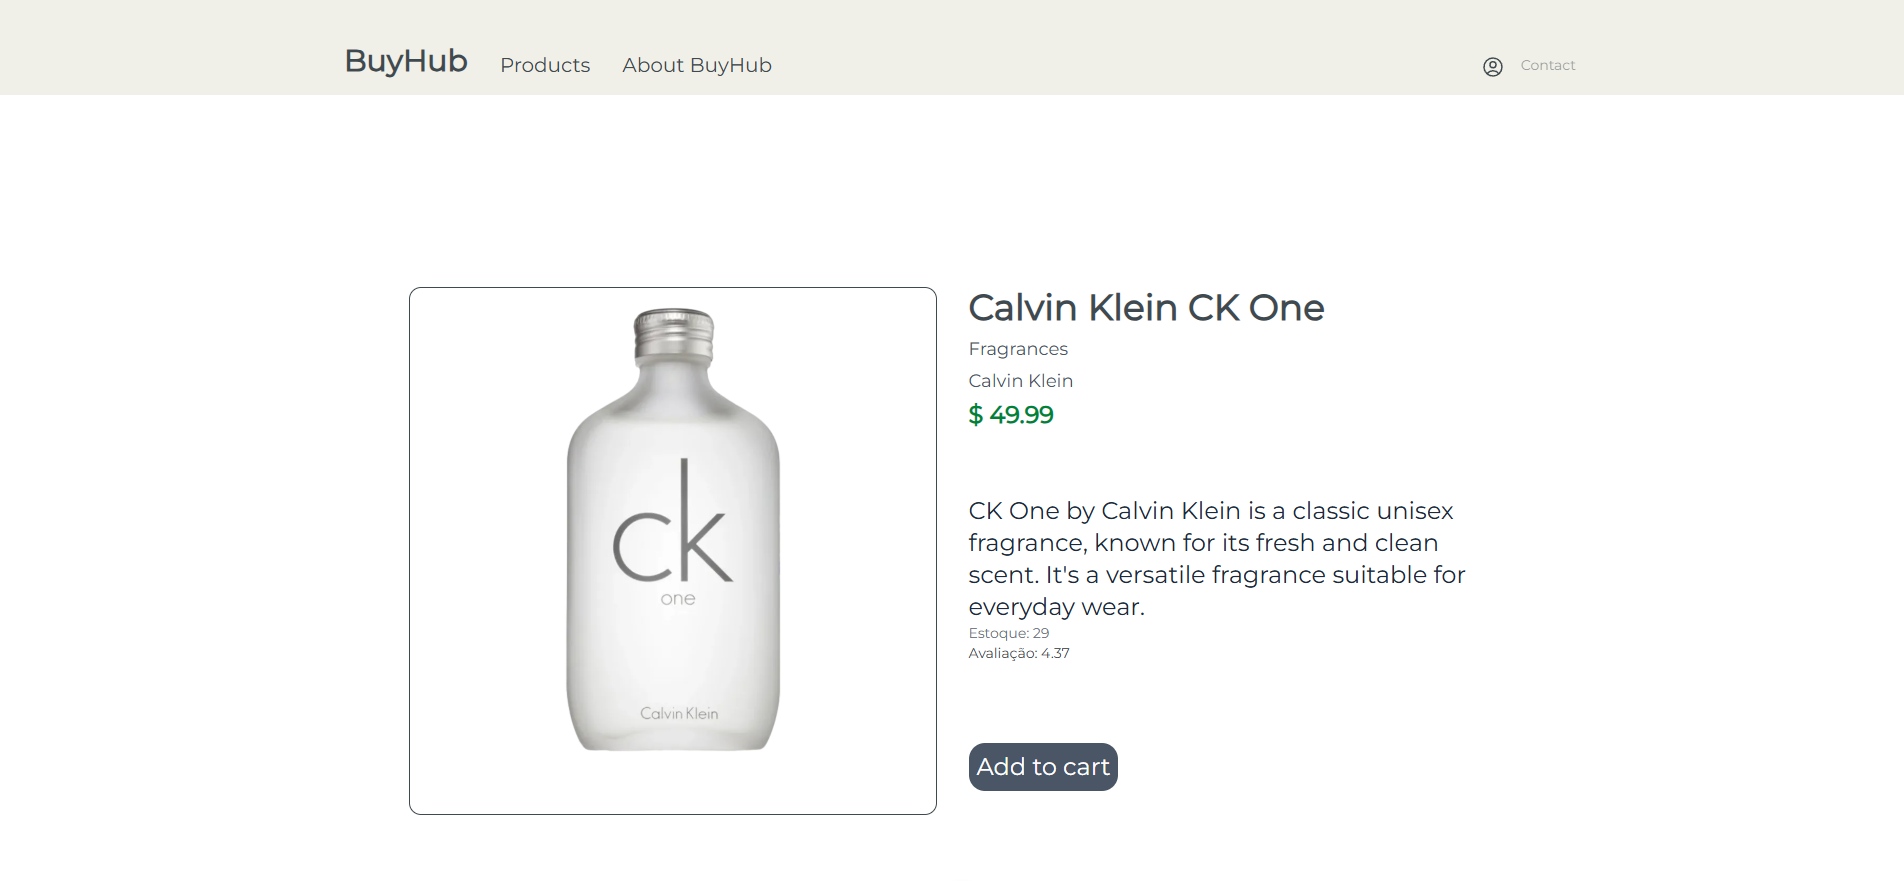 BuyHub
Products
About BuyHub
Contact
ck
one
Calvin Klein
Calvin Klein CK One
Fragrances
Calvin Klein
$ 49.99
CK One by Calvin Klein is a classic unisex
fragrance, known for its fresh and clean
scent. It's a versatile fragrance suitable for
everyday wear.
Estoque: 29
Avaliação: 4.37
Add to cart